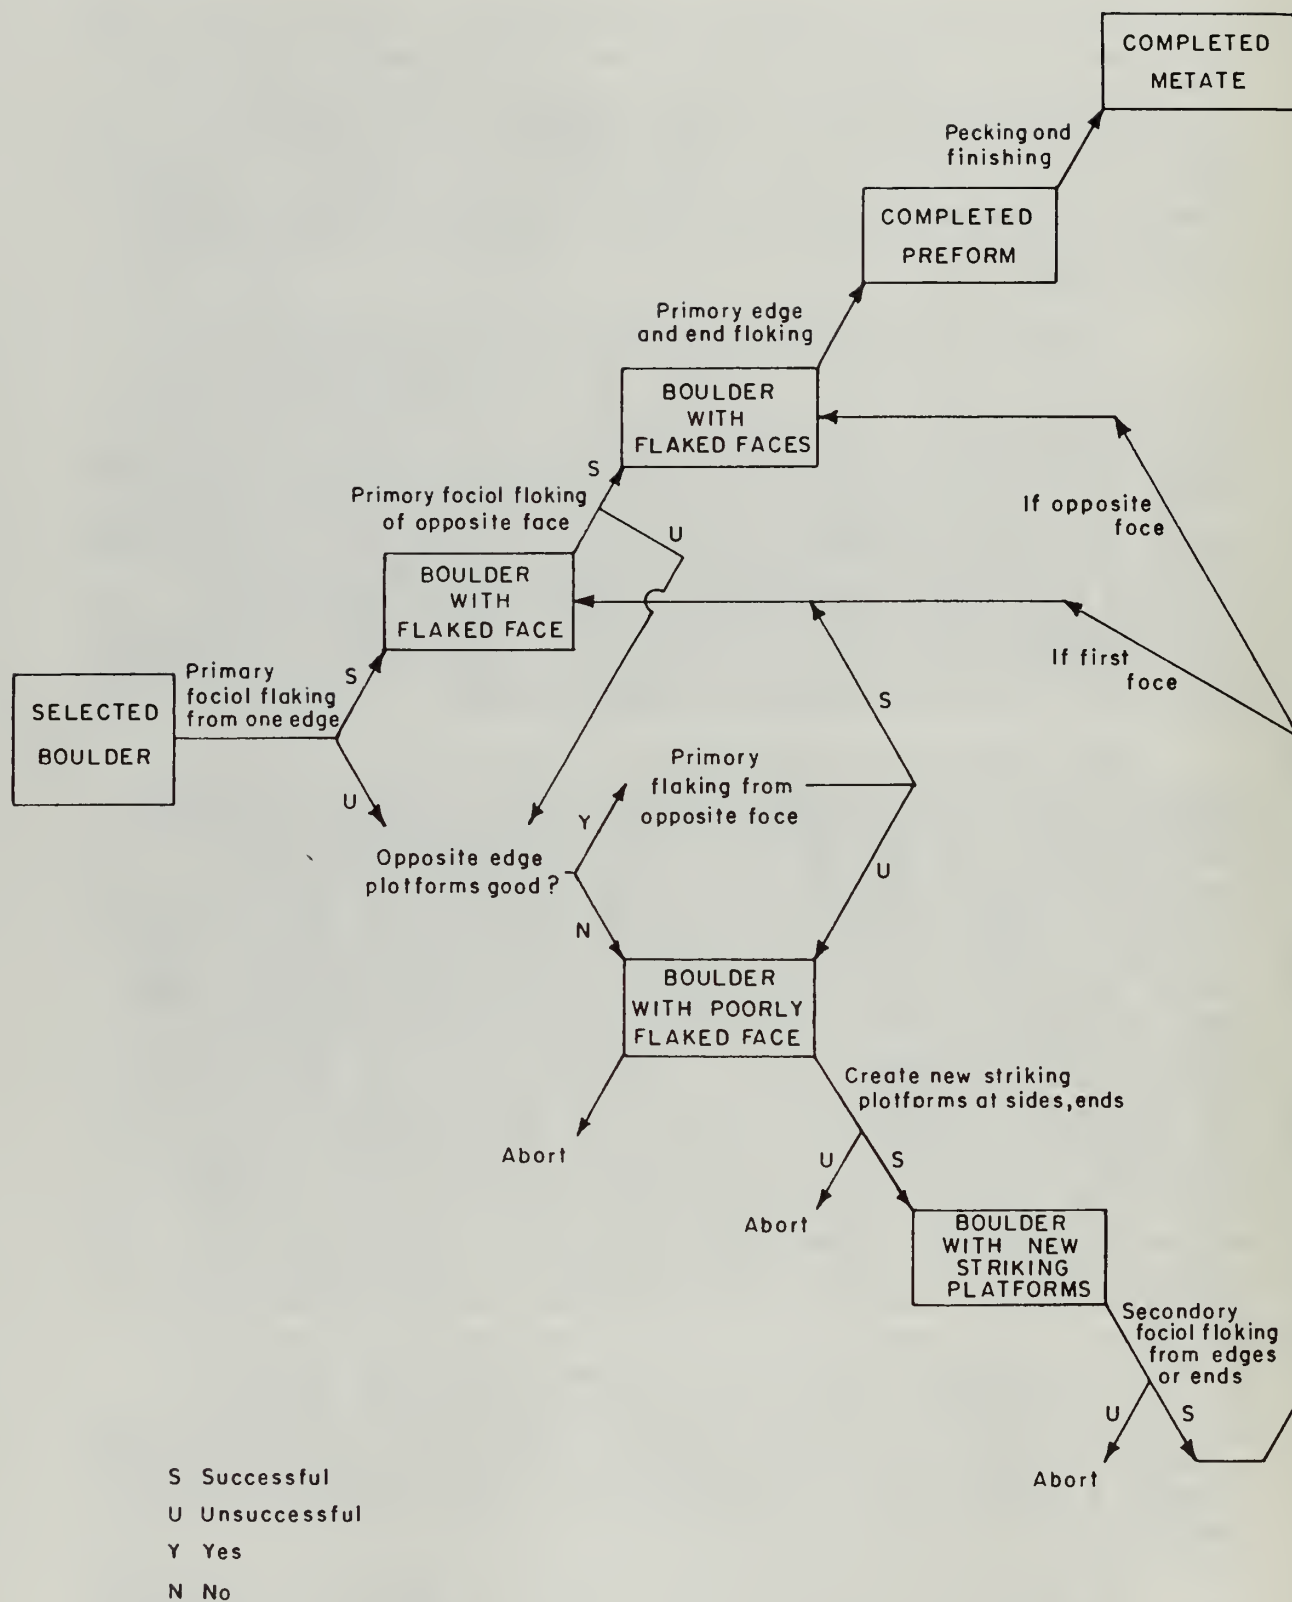 COMPLETED
METATE
Pecking ond
finishing
COMPLETED
PREFORM
Primary edge
and end floking
BOULDER
WITH
FLAKED FACES
S
Primary fociol floking
of opposite face
U
If opposite
foce
BOULDER
WITH
FLAKED FACE
If first
foce
S
Primary
fociol flaking
from one edge
S
SELECTED
BOULDER
U
Primory
flaking from
opposite foce
Y
Opposite edge
plotforms good ?
U
N
BOULDER
WITH POORLY
FLAKED FACE
Create new striking
plotforms at sides, ends
Abort
U
S
Abort
BOULDER
WITH NEW
STRIKING
PLATFORMS
Secondory
fociol floking
from edges
or ends
U
S
Abort
S Successful
U Unsuccessful
Y Yes
N No